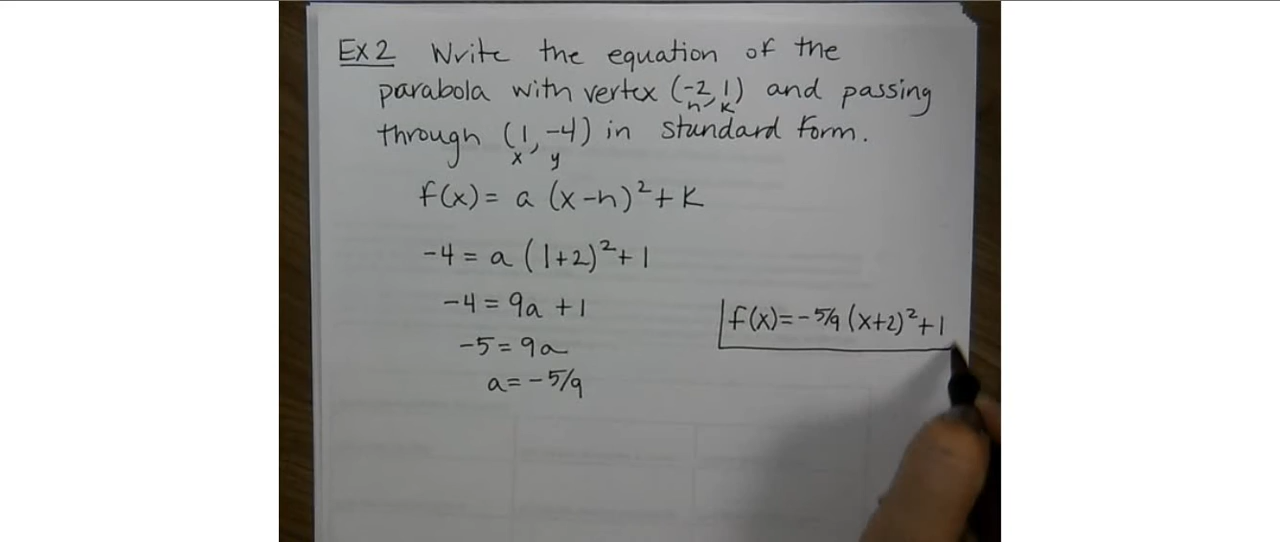 Ex 2 Write the equation of the
parabola with vertex (-2, 1) and passing
h, k
through (1, -4) in standard form.
x y
f(x) = a (x-h)² + k
-4 = a (1+2)² + 1
-4 = 9a + 1
-5 = 9a
a = -5/9
f(x) = -5/9 (x+2)² + 1